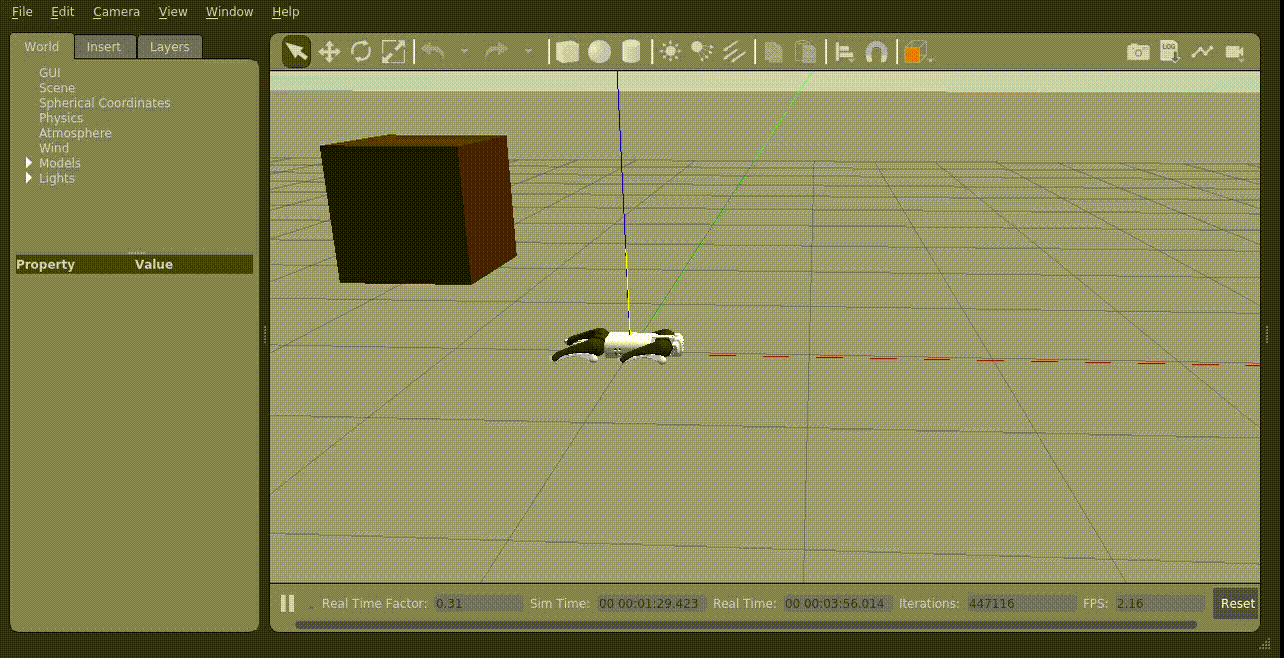 File Edit Camera View Window Help
World Insert Layers
GUI
Scene
Spherical Coordinates
Physics
Atmosphere
Wind
Models
Lights
Property Value
LOG
Real Time Factor: 0.31 Sim Time: 00 00:01:29.423 Real Time: 00 00:03:56.014 Iterations: 447116 FPS: 2.16 Reset